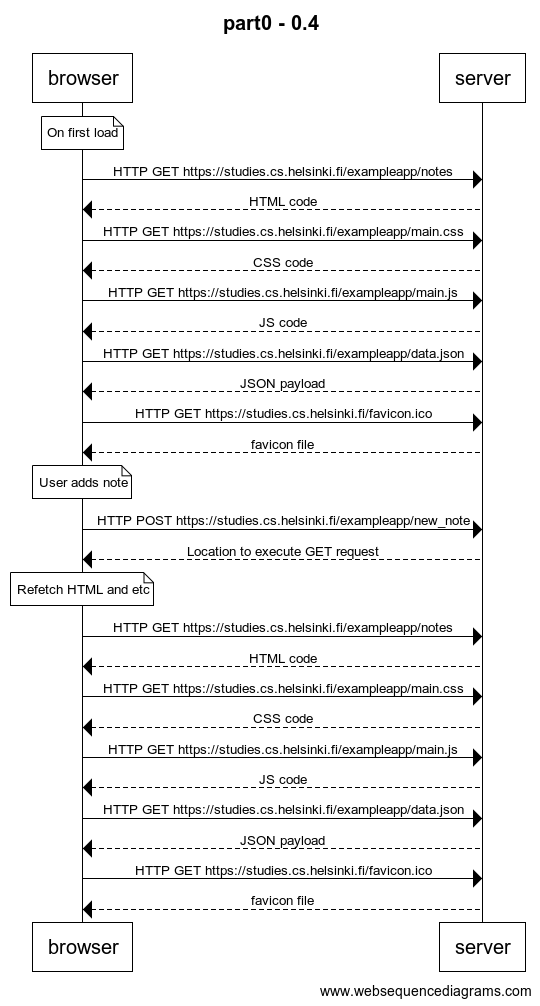 part0 - 0.4
browser
server
On first load
HTTP GET https://studies.cs.helsinki.fi/exampleapp/notes
HTML code
HTTP GET https://studies.cs.helsinki.fi/exampleapp/main.css
CSS code
HTTP GET https://studies.cs.helsinki.fi/exampleapp/main.js
JS code
HTTP GET https://studies.cs.helsinki.fi/exampleapp/data.json
JSON payload
HTTP GET https://studies.cs.helsinki.fi/favicon.ico
favicon file
User adds note
HTTP POST https://studies.cs.helsinki.fi/exampleapp/new_note
Location to execute GET request
Refetch HTML and etc
HTTP GET https://studies.cs.helsinki.fi/exampleapp/notes
HTML code
HTTP GET https://studies.cs.helsinki.fi/exampleapp/main.css
CSS code
HTTP GET https://studies.cs.helsinki.fi/exampleapp/main.js
JS code
HTTP GET https://studies.cs.helsinki.fi/exampleapp/data.json
JSON payload
HTTP GET https://studies.cs.helsinki.fi/favicon.ico
favicon file
browser
server
www.websequencediagrams.com